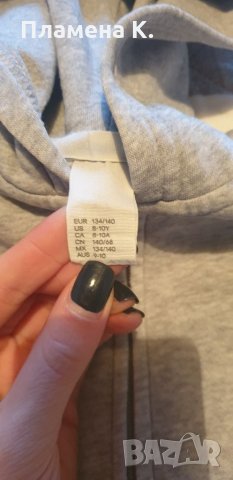 Пламена К.
EUR 134/140
US 8-10Y
CA 8-10A
CN 140/68
MX 134/140
AUS 9-10
BAZAR